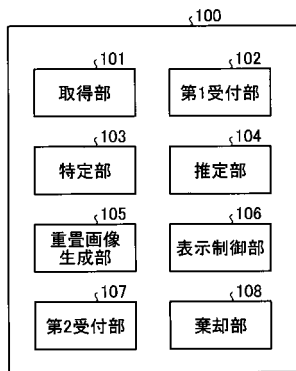 100
101
102
取得部
第1受付部
103
104
特定部
推定部
105
106
重畳画像
生成部
表示制御部
107
108
第2受付部
棄却部